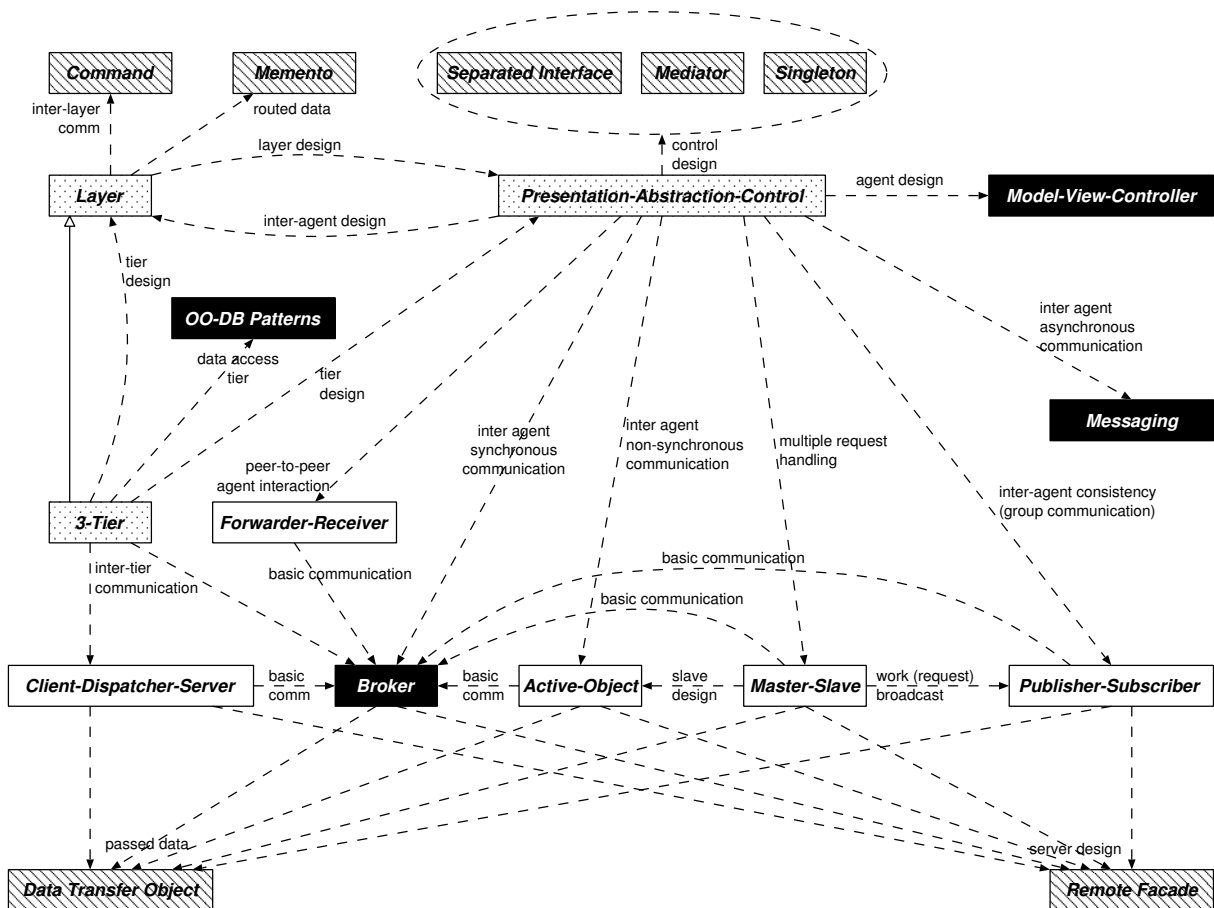 Command
Memento
Separated Interface
Mediator
Singleton
inter-layer
comm
routed data
layer design
control
design
Layer
Presentation-Abstraction-Control
agent design
Model-View-Controller
inter-agent design
tier
design
OO-DB Patterns
data access
tier
tier
design
inter agent
asynchronous
communication
Messaging
inter agent
synchronous
communication
inter agent
non-synchronous
communication
multiple request
handling
peer-to-peer
agent interaction
inter-agent consistency
(group communication)
3-Tier
Forwarder-Receiver
inter-tier
communication
basic communication
basic communication
basic communication
Client-Dispatcher-Server
basic
comm
Broker
basic
comm
Active-Object
slave
design
Master-Slave
work (request)
broadcast
Publisher-Subscriber
passed data
server design
Data Transfer Object
Remote Facade